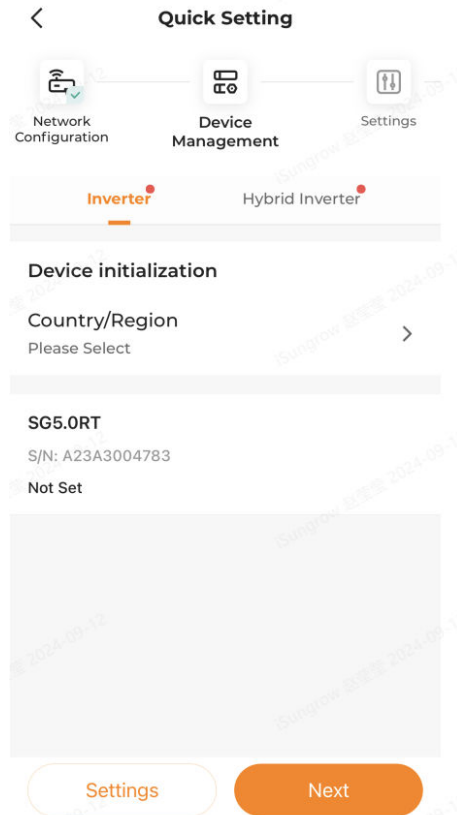 Quick Setting
Network
Configuration
Device
Management
Settings
Inverter
Hybrid Inverter
Device initialization
Country/Region
Please Select
SG5.0RT
S/N: A23A3004783
Not Set
Settings
Next